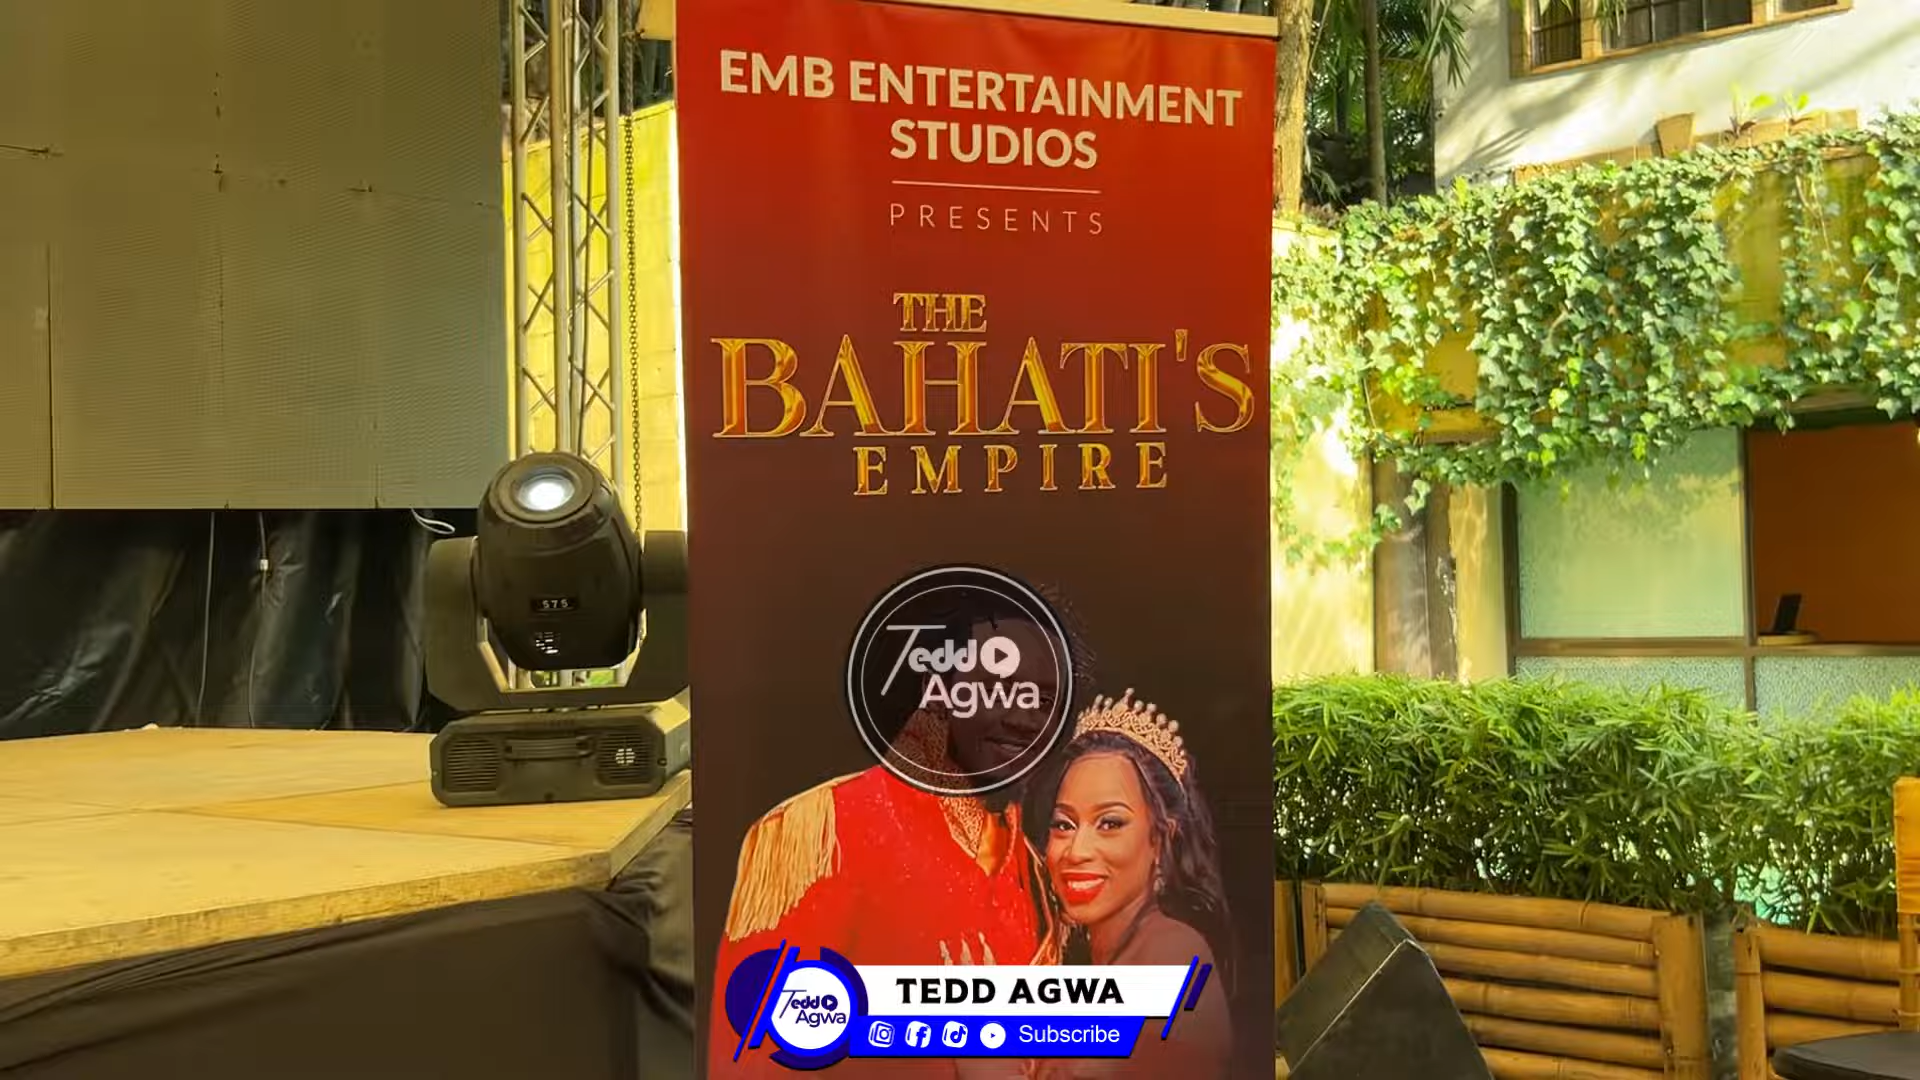 EMB ENTERTAINMENT
STUDIOS
PRESENTS
THE
BAHATI'S
EMPIRE
575
Tedd
Agwa
TEDD AGWA
Tedd
Agwa
Subscribe